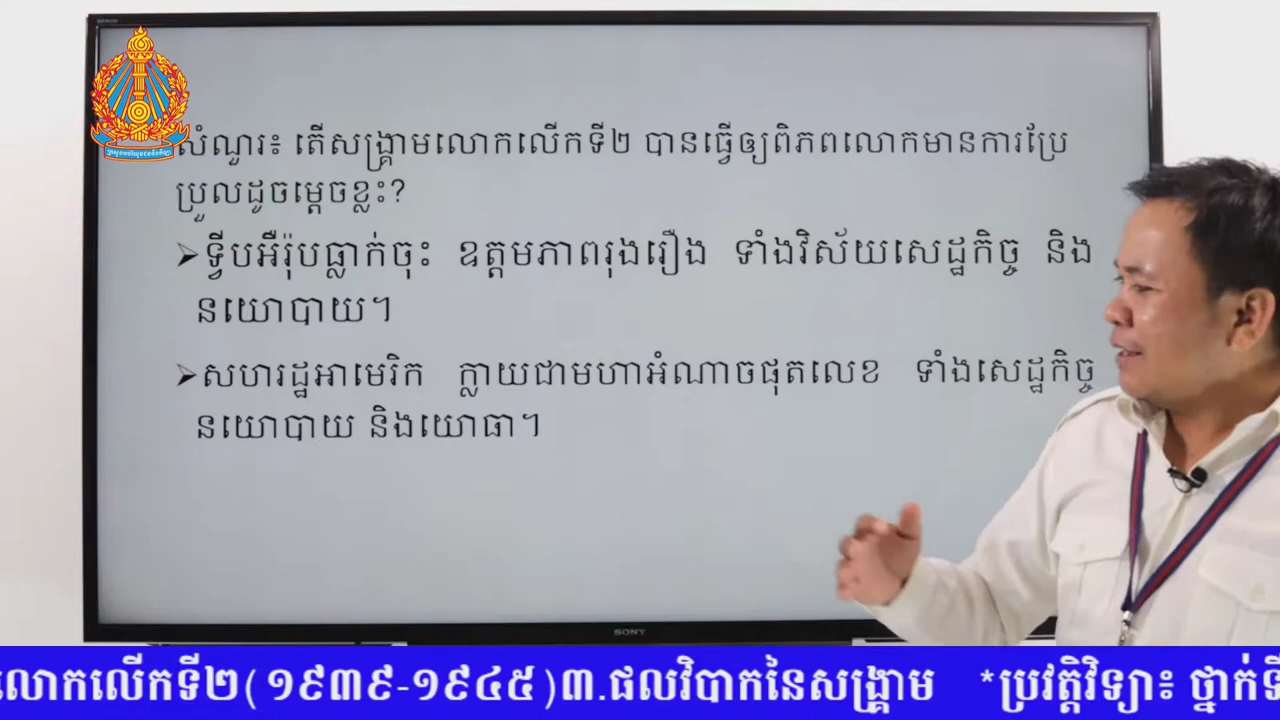 សំណួរ៖ តើសង្គ្រាមលោកលើកទី២ បានធ្វើឲ្យពិភពលោកមានការប្រែ
ប្រួលដូចម្ដេចខ្លះ?
➢ទ្វីបអឺរ៉ុបធ្លាក់ចុះ ឧត្តមភាពរុងរឿង ទាំងវិស័យសេដ្ឋកិច្ច និង
នយោបាយ។
➢សហរដ្ឋអាមេរិក ក្លាយជាមហាអំណាចផុតលេខ ទាំងសេដ្ឋកិច្ច
នយោបាយ និងយោធា។
SONY
លោកលើកទី២(១៩៣៩-១៩៤៥)៣.ផលវិបាកនៃសង្គ្រាម *ប្រវត្តិវិទ្យា៖ ថ្នាក់ទី